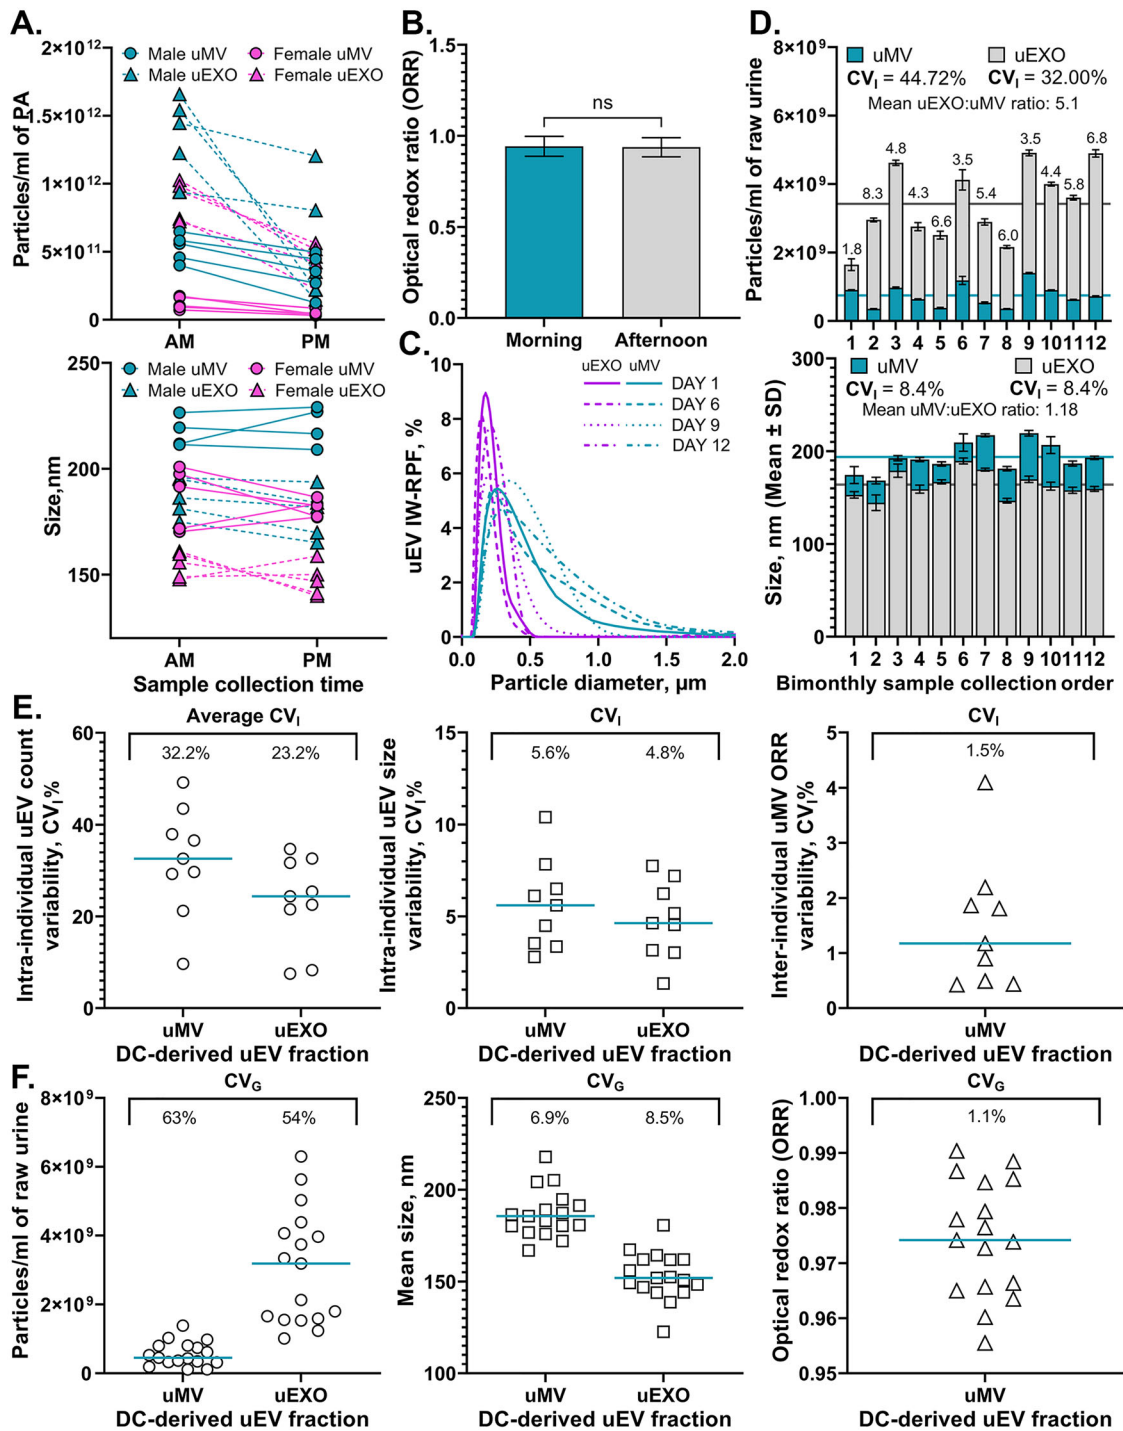 A.
Particles/ml of PA
2×10¹²
1.5×10¹²
1×10¹²
5×10¹¹
0
Male uMV
Female uMV
Male uEXO
Female uEXO
AM
PM
Size,nm
250
200
150
Male uMV
Female uMV
Male uEXO
Female uEXO
AM
PM
Sample collection time
B.
Optical redox ratio (ORR)
1.5
1.0
0.5
0.0
ns
Morning
Afternoon
C.
uEV IW-RPF, %
10
8
6
4
2
0
uEXO uMV
DAY 1
DAY 6
DAY 9
DAY 12
0.0
0.5
1.0
1.5
2.0
Particle diameter, µm
D.
Particles/ml of raw urine
8×10⁹
6×10⁹
4×10⁹
2×10⁹
0
uMV
uEXO
CVI = 44.72%
CVI = 32.00%
Mean uEXO:uMV ratio: 5.1
1.8
8.3
4.8
4.3
6.6
3.5
5.4
6.0
3.5
4.4
5.8
6.8
1 2 3 4 5 6 7 8 9 10 11 12
Size, nm (Mean ± SD)
300
200
100
0
uMV
uEXO
CVI = 8.4%
CVI = 8.4%
Mean uMV:uEXO ratio: 1.18
1 2 3 4 5 6 7 8 9 10 11 12
Bimonthly sample collection order
E.
Average CVI
32.2%
23.2%
Intra-individual uEV count
variability, CVI%
60
40
20
0
uMV
uEXO
DC-derived uEV fraction
CVI
5.6%
4.8%
Intra-individual uEV size
variability, CVI%
15
10
5
0
uMV
uEXO
DC-derived uEV fraction
CVI
1.5%
Inter-individual uMV ORR
variability, CVI%
5
4
3
2
1
0
uMV
DC-derived uEV fraction
F.
CVG
63%
54%
Particles/ml of raw urine
8×10⁹
6×10⁹
4×10⁹
2×10⁹
0
uMV
uEXO
DC-derived uEV fraction
CVG
6.9%
8.5%
Mean size, nm
250
200
150
100
uMV
uEXO
DC-derived uEV fraction
CVG
1.1%
Optical redox ratio (ORR)
1.00
0.99
0.98
0.97
0.96
0.95
uMV
DC-derived uEV fraction